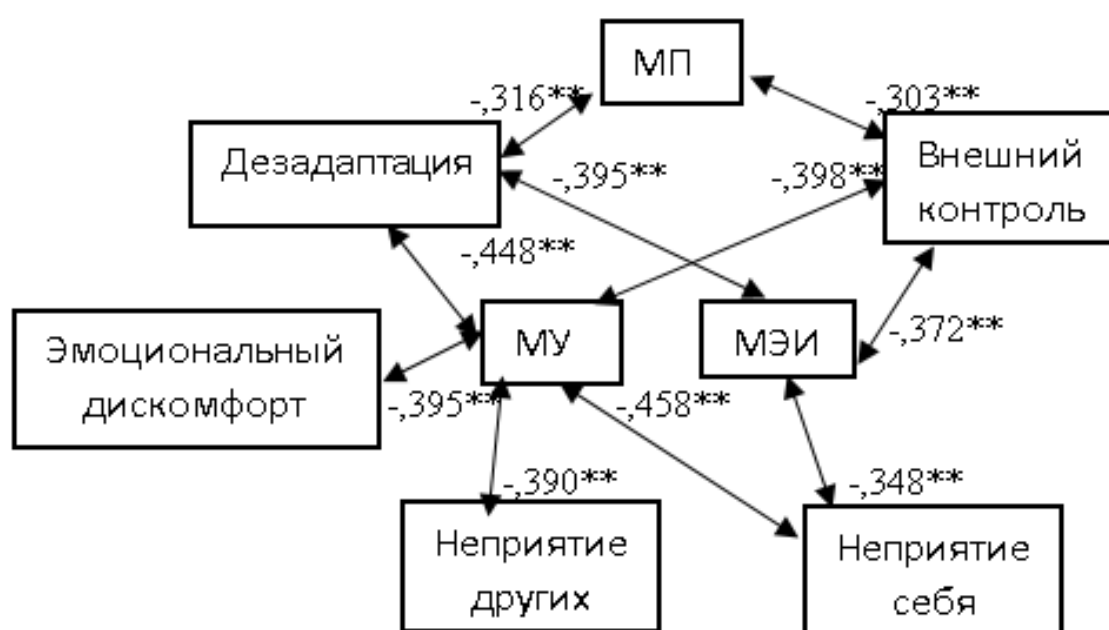 МП
-,316**
-,303**
Дезадаптация
Внешний
контроль
-,395**
-,398**
-,448**
МУ
МЭИ
-,372**
Эмоциональный
дискомфорт
-,395**
-,458**
-,390**
-,348**
Неприятие
других
Неприятие
себя